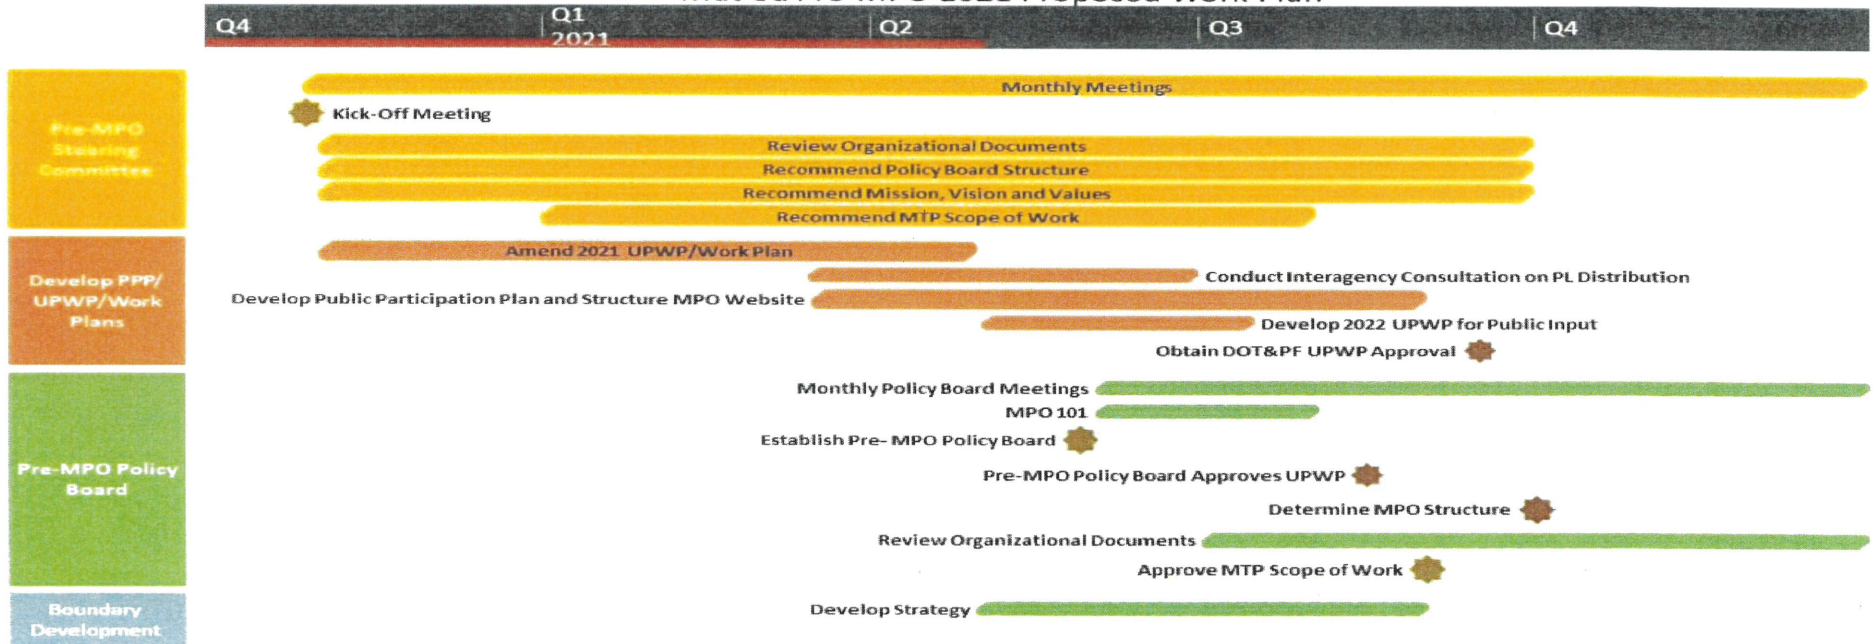 MPO 2021 Proposed Work Plan
Q4
Q1
2021
Q2
Q3
Q4
Pre-MPO
Steering
Committee
Monthly Meetings
Kick-Off Meeting
Review Organizational Documents
Recommend Policy Board Structure
Recommend Mission, Vision and Values
Recommend MTP Scope of Work
Develop PPP/
UPWP/Work
Plans
Amend 2021 UPWP/Work Plan
Conduct Interagency Consultation on PL Distribution
Develop Public Participation Plan and Structure MPO Website
Develop 2022 UPWP for Public Input
Obtain DOT&PF UPWP Approval
Pre-MPO Policy
Board
Monthly Policy Board Meetings
MPO 101
Establish Pre- MPO Policy Board
Pre-MPO Policy Board Approves UPWP
Determine MPO Structure
Review Organizational Documents
Approve MTP Scope of Work
Boundary
Development
Develop Strategy